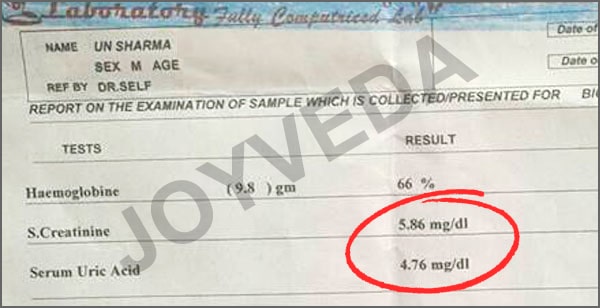 Laboratory Fully Computriced Lab
Date of
NAME UN SHARMA
SEX M AGE
Date o
REF BY DR.SELF
REPORT ON THE EXAMINATION OF SAMPLE WHICH IS COLLECTED/PRESENTED FOR BI
TESTS RESULT
Haemoglobine ( 9.8 ) gm 66 %
S.Creatinine 5.86 mg/dl
Serum Uric Acid 4.76 mg/dl
JOYVEDA